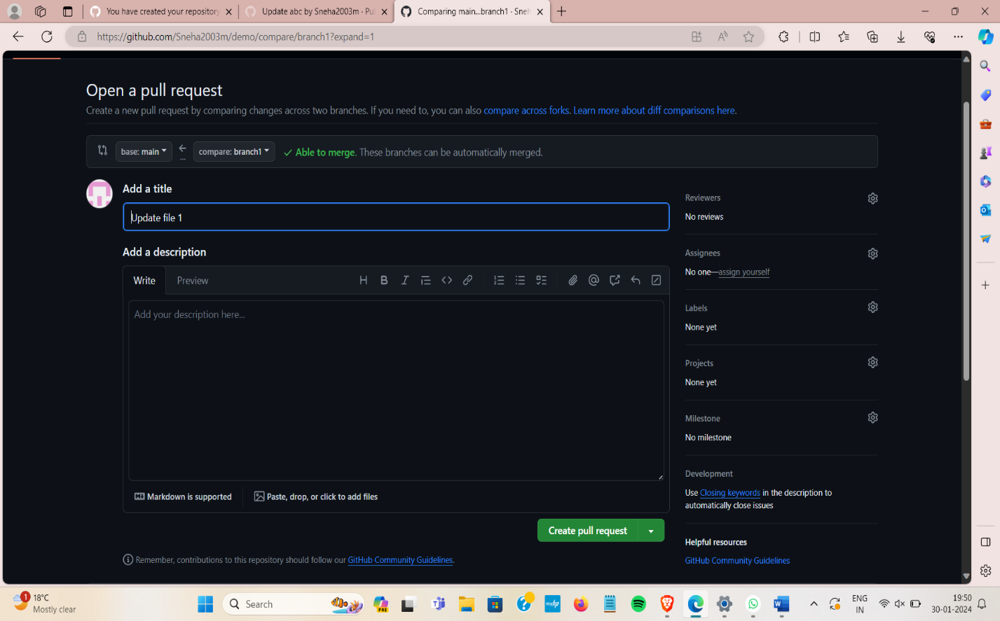 You have created your repository
Update abc by Sneha2003m · Pu
Comparing main...branch1 · Sneh
https://github.com/Sneha2003m/demo/compare/branch1?expand=1
Open a pull request
Create a new pull request by comparing changes across two branches. If you need to, you can also compare across forks. Learn more about diff comparisons here.
base: main
...
compare: branch1
Able to merge. These branches can be automatically merged.
Add a title
Update file 1
Add a description
Write
Preview
Add your description here...
Markdown is supported
Paste, drop, or click to add files
Create pull request
Remember, contributions to this repository should follow our GitHub Community Guidelines.
Reviewers
No reviews
Assignees
No one—assign yourself
Labels
None yet
Projects
None yet
Milestone
No milestone
Development
Use Closing keywords in the description to
automatically close issues
Helpful resources
GitHub Community Guidelines
1
18°C
Mostly clear
Search
PRE
myhp
ENG
IN
19:50
30-01-2024